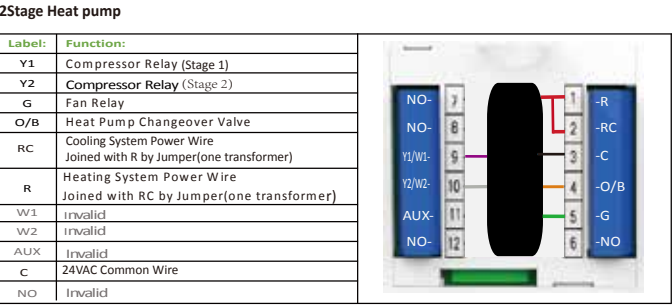 2Stage Heat pump
Label: Function:
Y1 Compressor Relay (Stage 1)
Y2 Compressor Relay (Stage 2)
G Fan Relay
O/B Heat Pump Changeover Valve
RC Cooling System Power Wire
Joined with R by Jumper(one transformer)
R Heating System Power Wire
Joined with RC by Jumper(one transformer)
W1 Invalid
W2 Invalid
AUX Invalid
C 24VAC Common Wire
NO Invalid
NO- 7 1 -R
NO- 8 2 -RC
Y1/W1- 9 3 -C
Y2/W2- 10 4 -O/B
AUX- 11 5 -G
NO- 12 6 -NO